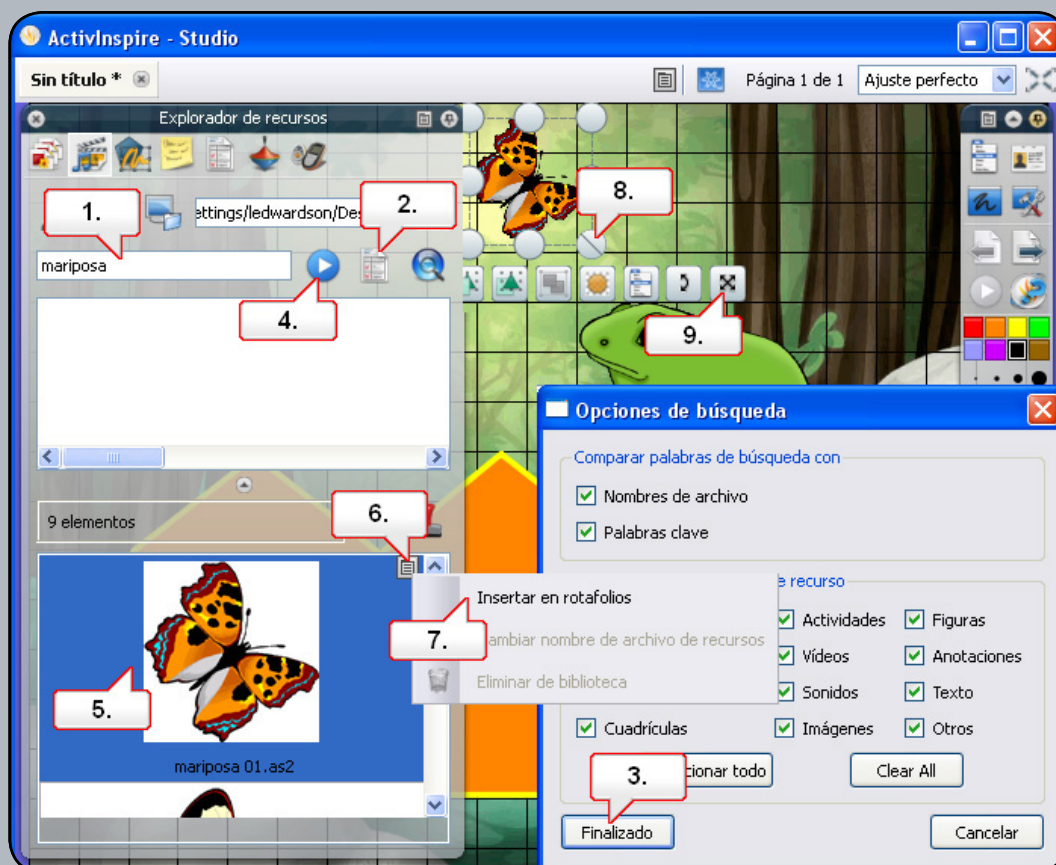 ActivInspire - Studio
Sin título *
Página 1 de 1
Ajuste perfecto
Explorador de recursos
1.
ettings/ledwardson/Des
2.
8.
mariposa
4.
9.
Opciones de búsqueda
Comparar palabras de búsqueda con
Nombres de archivo
Palabras clave
9 elementos
6.
e recurso
Insertar en rotafolios
7.
ambiar nombre de archivo de recursos
Eliminar de biblioteca
Actividades
Figuras
Vídeos
Anotaciones
Sonidos
Texto
Cuadrículas
Imágenes
Otros
5.
mariposa 01.as2
3.
cionar todo
Clear All
Finalizado
Cancelar